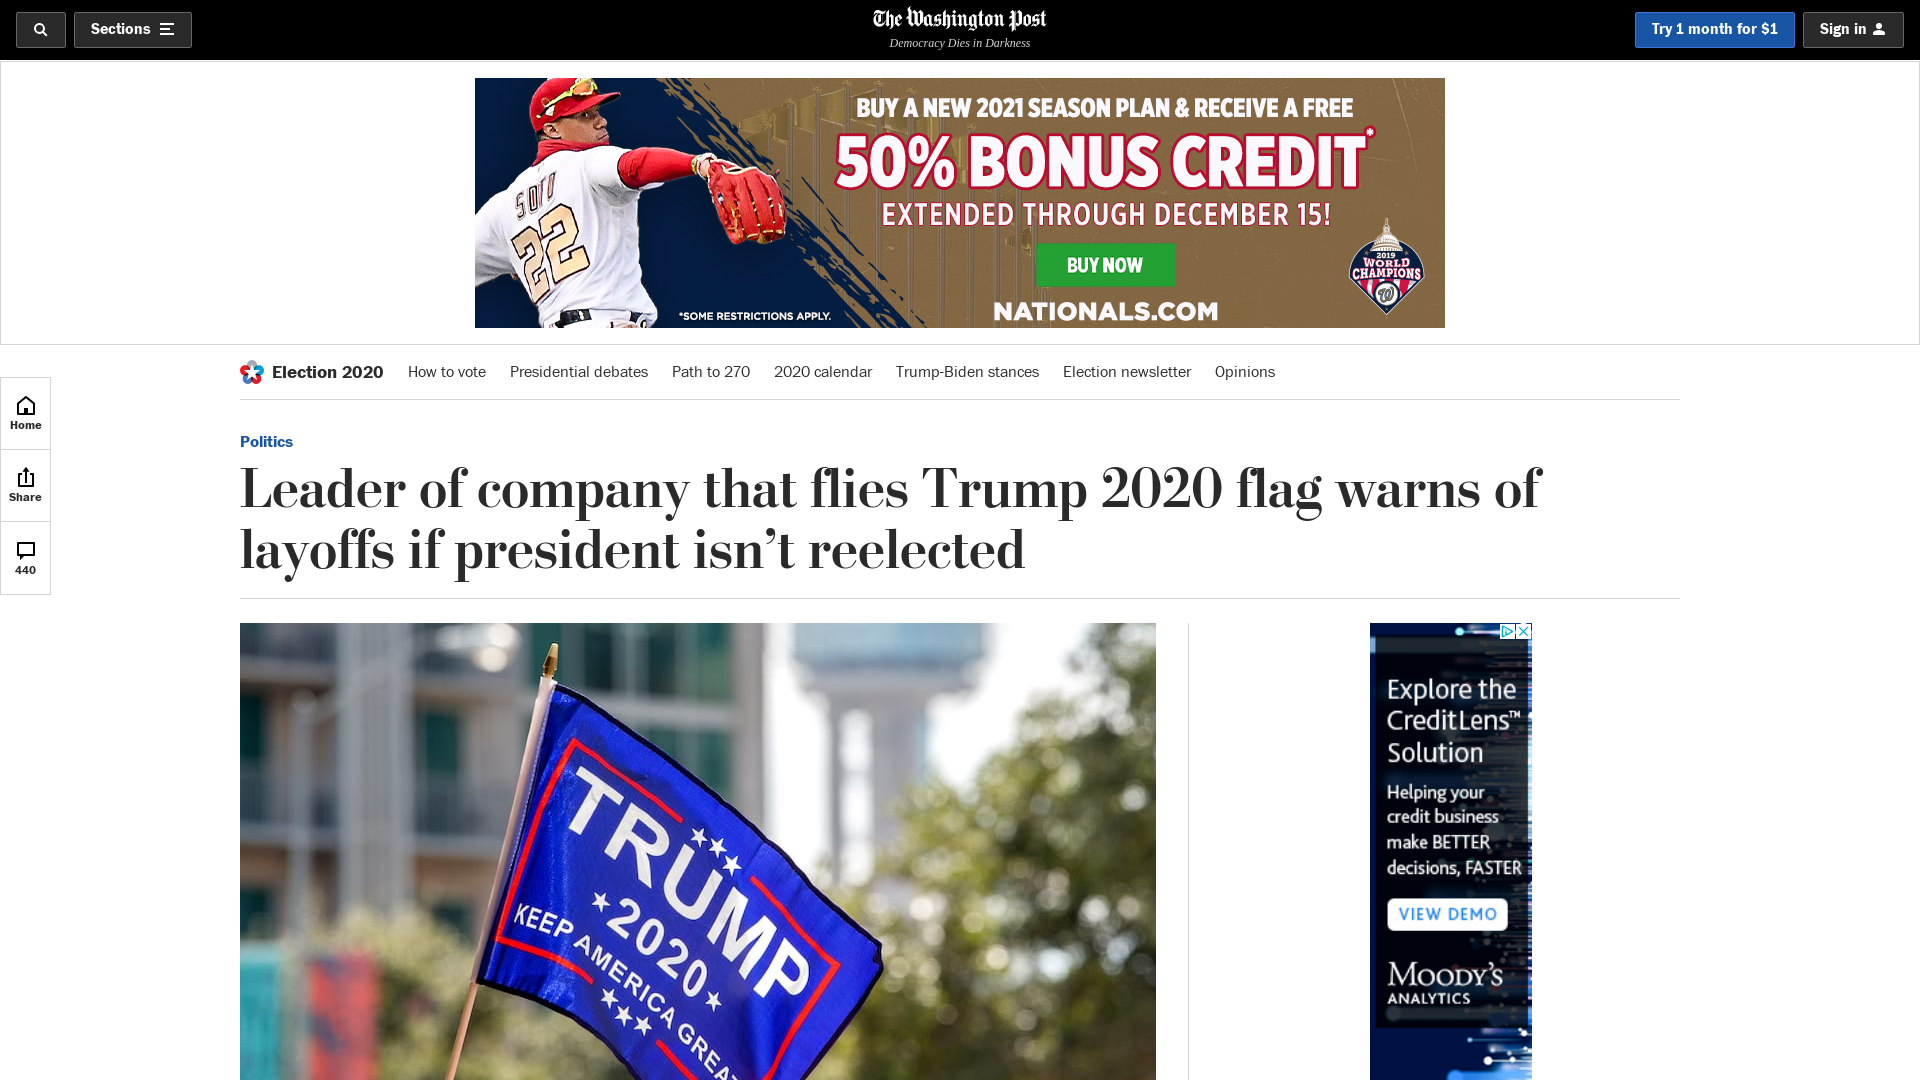 Sections
The Washington Post
Democracy Dies in Darkness
Try 1 month for $1
Sign in
BUY A NEW 2021 SEASON PLAN & RECEIVE A FREE
50% BONUS CREDIT*
EXTENDED THROUGH DECEMBER 15!
BUY NOW
NATIONALS.COM
*SOME RESTRICTIONS APPLY.
22
2019
WORLD
CHAMPIONS
W
Election 2020
How to vote
Presidential debates
Path to 270
2020 calendar
Trump-Biden stances
Election newsletter
Opinions
Home
Share
440
Politics
Leader of company that flies Trump 2020 flag warns of
layoffs if president isn’t reelected
TRUMP
2020
KEEP AMERICA GREAT
Explore the
CreditLens™
Solution
Helping your
credit business
make BETTER
decisions, FASTER
VIEW DEMO
MOODY'S
ANALYTICS